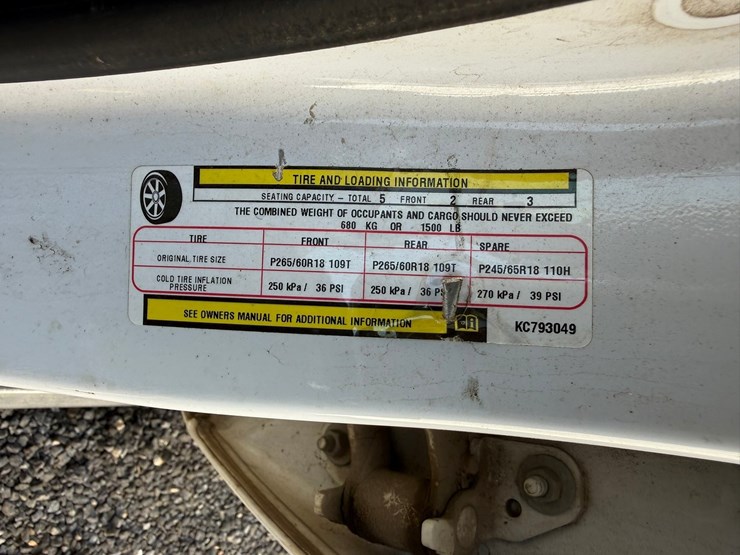 TIRE AND LOADING INFORMATION
SEATING CAPACITY – TOTAL 5 FRONT 2 REAR 3
THE COMBINED WEIGHT OF OCCUPANTS AND CARGO SHOULD NEVER EXCEED
680 KG OR 1500 LB
TIRE FRONT REAR SPARE
ORIGINAL TIRE SIZE P265/60R18 109T P265/60R18 109T P245/65R18 110H
COLD TIRE INFLATION PRESSURE 250 kPa / 36 PSI 250 kPa / 36 270 kPa / 39 PSI
SEE OWNERS MANUAL FOR ADDITIONAL INFORMATION
KC793049